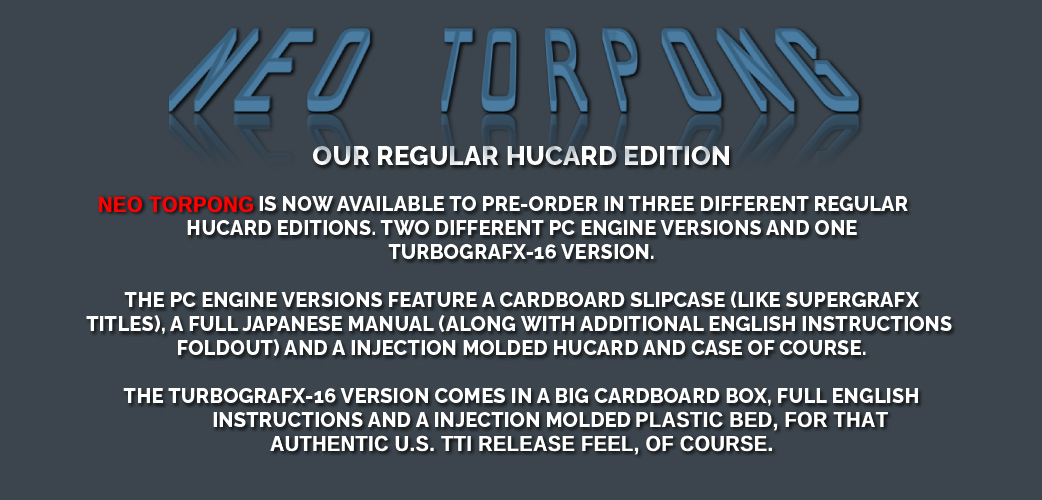 NEO TORPONG
OUR REGULAR HUCARD EDITION
NEO TORPONG IS NOW AVAILABLE TO PRE-ORDER IN THREE DIFFERENT REGULAR
HUCARD EDITIONS. TWO DIFFERENT PC ENGINE VERSIONS AND ONE
TURBOGRAFX-16 VERSION.
THE PC ENGINE VERSIONS FEATURE A CARDBOARD SLIPCASE (LIKE SUPERGRAFX
TITLES), A FULL JAPANESE MANUAL (ALONG WITH ADDITIONAL ENGLISH INSTRUCTIONS
FOLDOUT) AND A INJECTION MOLDED HUCARD AND CASE OF COURSE.
THE TURBOGRAFX-16 VERSION COMES IN A BIG CARDBOARD BOX, FULL ENGLISH
INSTRUCTIONS AND A INJECTION MOLDED PLASTIC BED, FOR THAT
AUTHENTIC U.S. TTI RELEASE FEEL, OF COURSE.